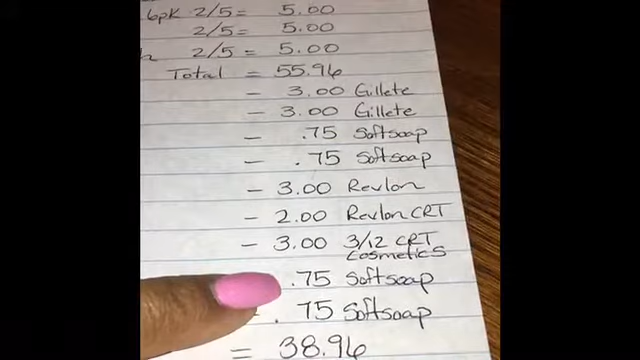 6pk 2/5 = 5.00
2/5 = 5.00
2/5 = 5.00
Total = 55.96
- 3.00 Gillete
- 3.00 Gillete
- .75 Softsoap
- .75 Softsoap
- 3.00 Revlon
- 2.00 Revlon CRT
- 3.00 3/12 CRT
cosmetics
.75 Softsoap
- .75 Softsoap
= 38.96